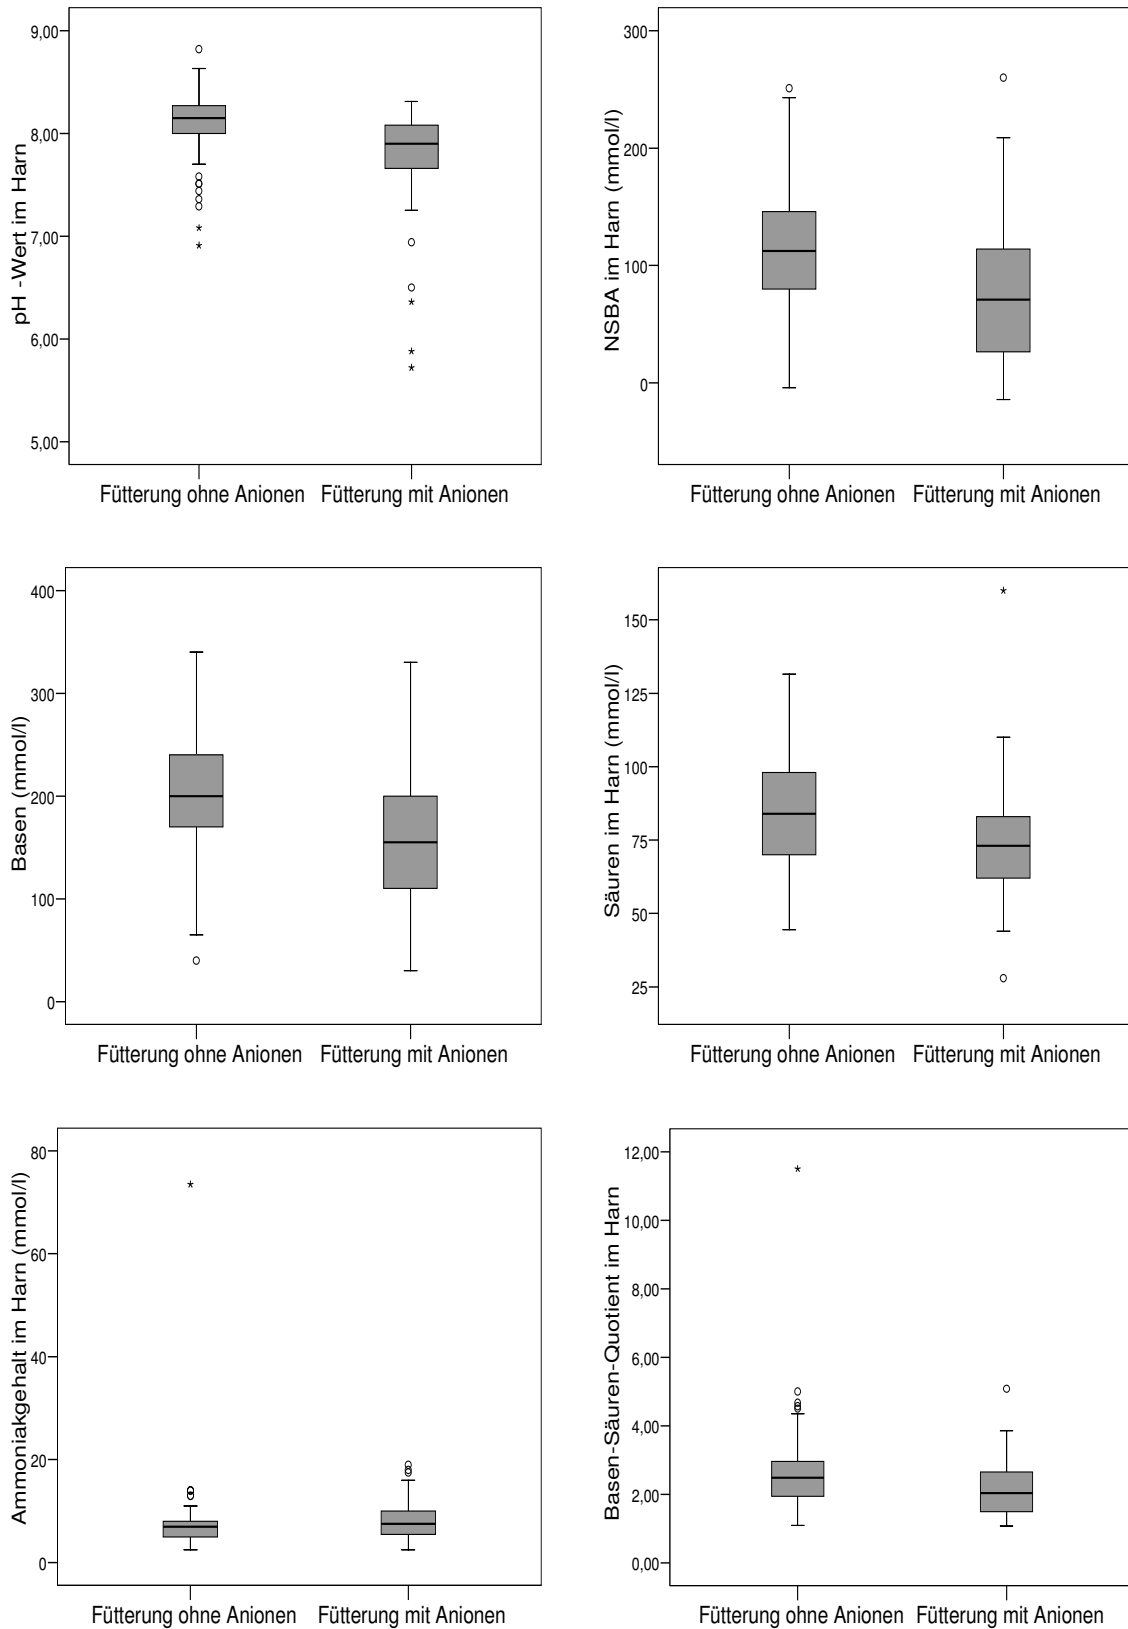 pH -Wert im Harn
9,00
8,00
7,00
6,00
5,00
Fütterung ohne Anionen Fütterung mit Anionen
NSBA im Harn (mmol/l)
300
200
100
0
Fütterung ohne Anionen Fütterung mit Anionen
Basen (mmol/l)
400
300
200
100
0
Fütterung ohne Anionen Fütterung mit Anionen
Säuren im Harn (mmol/l)
150
125
100
75
50
25
Fütterung ohne Anionen Fütterung mit Anionen
Ammoniakgehalt im Harn (mmol/l)
80
60
40
20
0
Fütterung ohne Anionen Fütterung mit Anionen
Basen-Säuren-Quotient im Harn
12,00
10,00
8,00
6,00
4,00
2,00
0,00
Fütterung ohne Anionen Fütterung mit Anionen